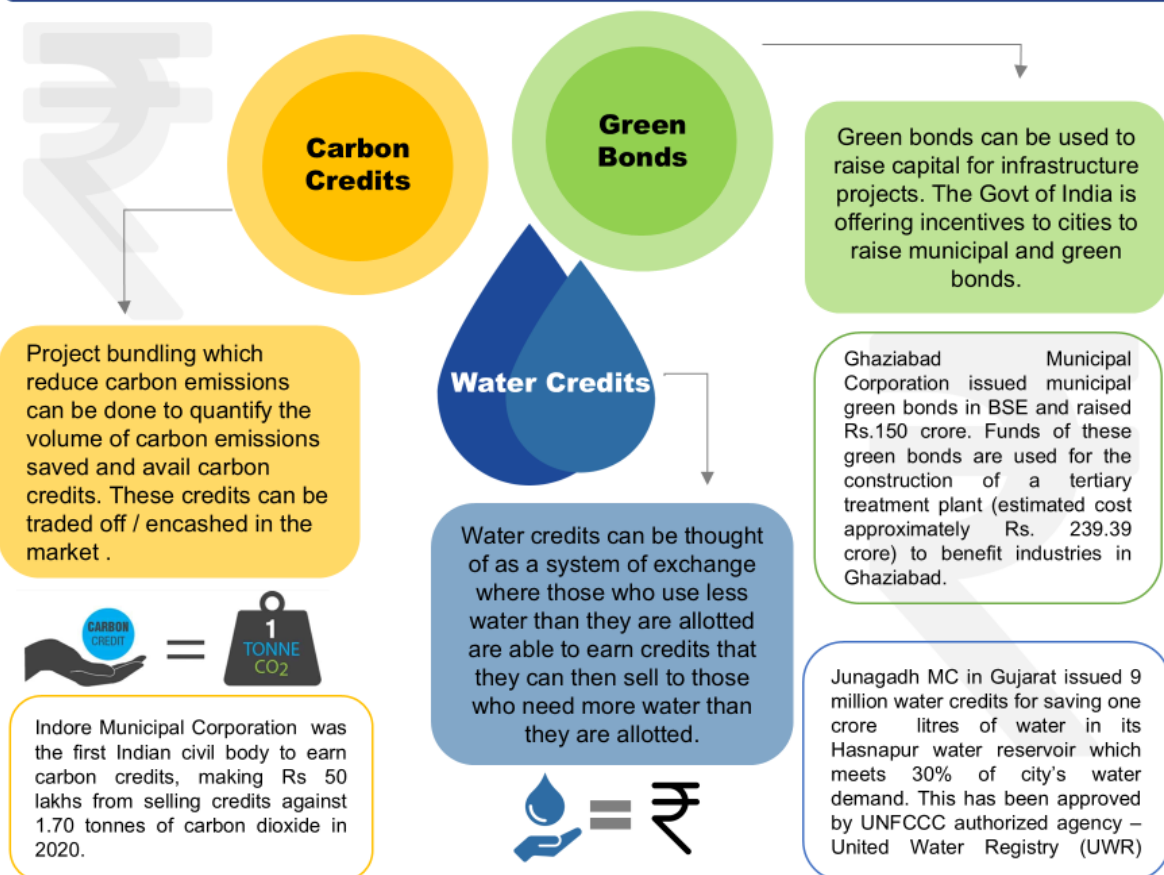 Carbon
Credits
Green
Bonds
Water Credits
Green bonds can be used to
raise capital for infrastructure
projects. The Govt of India is
offering incentives to cities to
raise municipal and green
bonds.
Project bundling which
reduce carbon emissions
can be done to quantify the
volume of carbon emissions
saved and avail carbon
credits. These credits can be
traded off / encashed in the
market .
Ghaziabad Municipal
Corporation issued municipal
green bonds in BSE and raised
Rs.150 crore. Funds of these
green bonds are used for the
construction of a tertiary
treatment plant (estimated cost
approximately Rs. 239.39
crore) to benefit industries in
Ghaziabad.
Water credits can be thought
of as a system of exchange
where those who use less
water than they are allotted
are able to earn credits that
they can then sell to those
who need more water than
they are allotted.
CARBON
CREDIT
=
1
TONNE
CO2
Indore Municipal Corporation was
the first Indian civil body to earn
carbon credits, making Rs 50
lakhs from selling credits against
1.70 tonnes of carbon dioxide in
2020.
= ₹
Junagadh MC in Gujarat issued 9
million water credits for saving one
crore litres of water in its
Hasnapur water reservoir which
meets 30% of city's water
demand. This has been approved
by UNFCCC authorized agency –
United Water Registry (UWR)